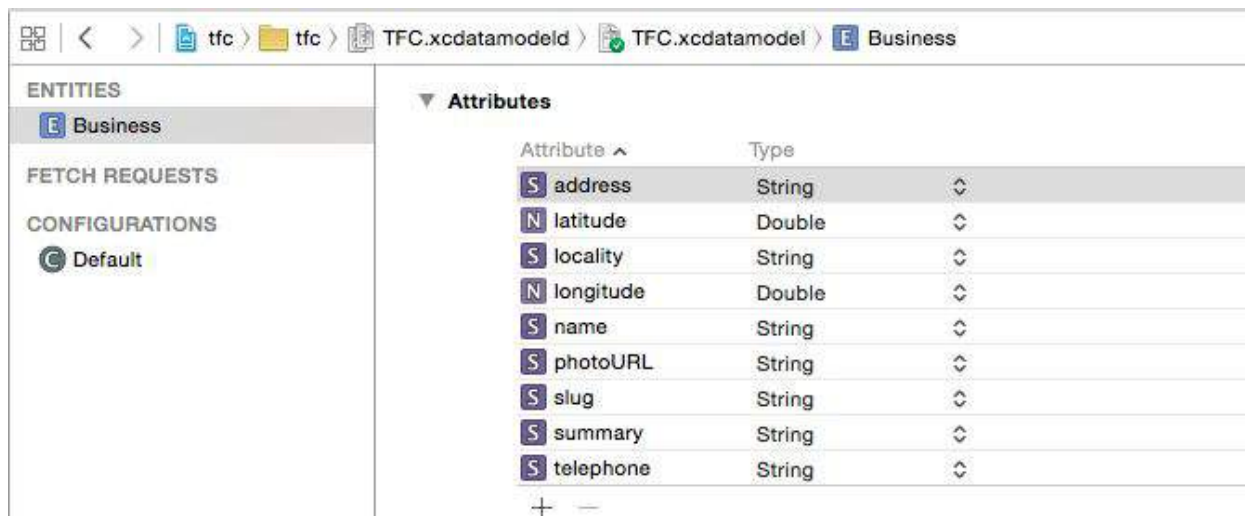 tfc tfc TFC.xcdatamodeld TFC.xcdatamodel E Business
ENTITIES
E Business
FETCH REQUESTS
CONFIGURATIONS
C Default
Attributes
Attribute Type
S address String
N latitude Double
S locality String
N longitude Double
S name String
S photoURL String
S slug String
S summary String
S telephone String
+ −